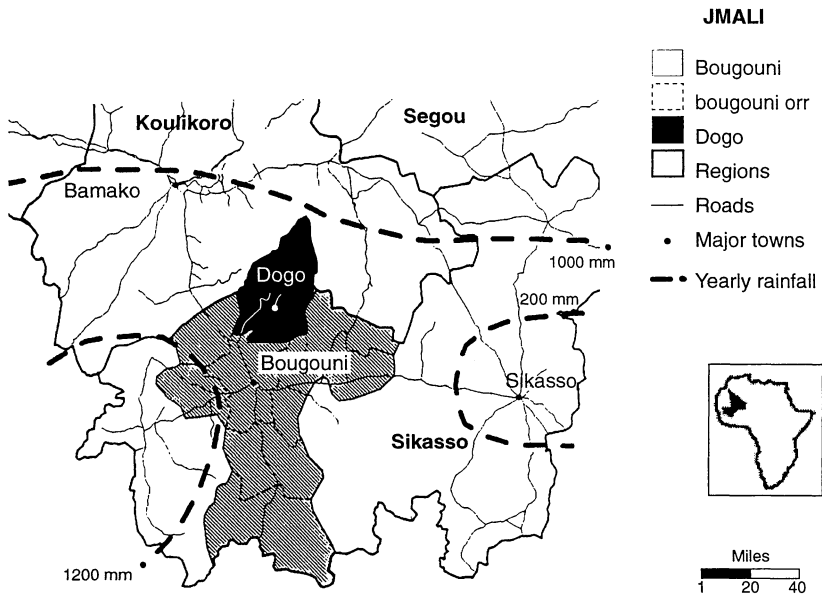 JMALI
Bougouni
bougouni orr
Dogo
Regions
Roads
Major towns
Yearly rainfall
Koulikoro
Segou
Bamako
1000 mm
Dogo
200 mm
Bougouni
Sikasso
Sikasso
1200 mm
Miles
1 20 40